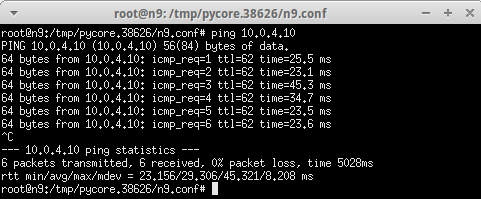 root@n9: /tmp/pycore.38626/n9.conf
root@n9:/tmp/pycore.38626/n9.conf# ping 10.0.4.10
PING 10.0.4.10 (10.0.4.10) 56(84) bytes of data.
64 bytes from 10.0.4.10: icmp_req=1 ttl=62 time=25.5 ms
64 bytes from 10.0.4.10: icmp_req=2 ttl=62 time=23.1 ms
64 bytes from 10.0.4.10: icmp_req=3 ttl=62 time=45.3 ms
64 bytes from 10.0.4.10: icmp_req=4 ttl=62 time=34.7 ms
64 bytes from 10.0.4.10: icmp_req=5 ttl=62 time=23.5 ms
64 bytes from 10.0.4.10: icmp_req=6 ttl=62 time=23.6 ms
^C
--- 10.0.4.10 ping statistics ---
6 packets transmitted, 6 received, 0% packet loss, time 5028ms
rtt min/avg/max/mdev = 23.156/29.306/45.321/8.208 ms
root@n9:/tmp/pycore.38626/n9.conf#